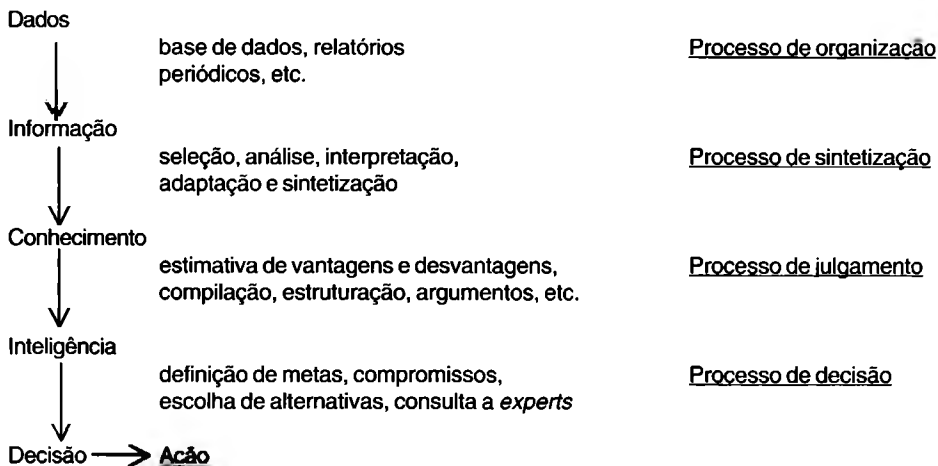 Dados
base de dados, relatórios
periódicos, etc.
Processo de organização
Informação
seleção, análise, interpretação,
adaptação e sintetização
Processo de sintetização
Conhecimento
estimativa de vantagens e desvantagens,
compilação, estruturação, argumentos, etc.
Processo de julgamento
Inteligência
definição de metas, compromissos,
escolha de alternativas, consulta a experts
Processo de decisão
Decisão
Ação